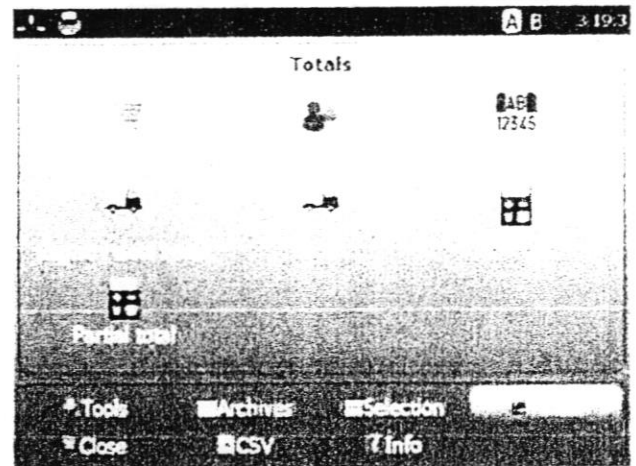 A B 3:19:3
Totals
AB
12345
Partial total
Tools Archives Selection
Close CSV Info